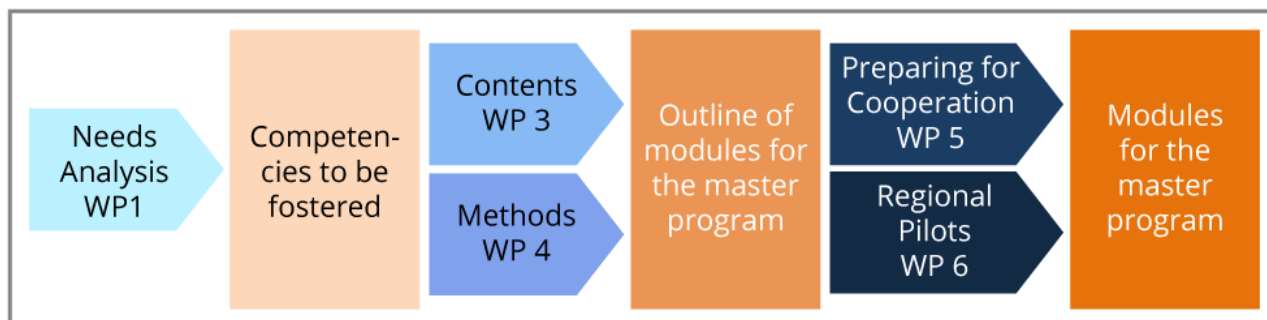 Needs
Analysis
WP1
Competen-
cies to be
fostered
Contents
WP 3
Methods
WP 4
Outline of
modules for
the master
program
Preparing for
Cooperation
WP 5
Regional
Pilots
WP 6
Modules
for the
master
program